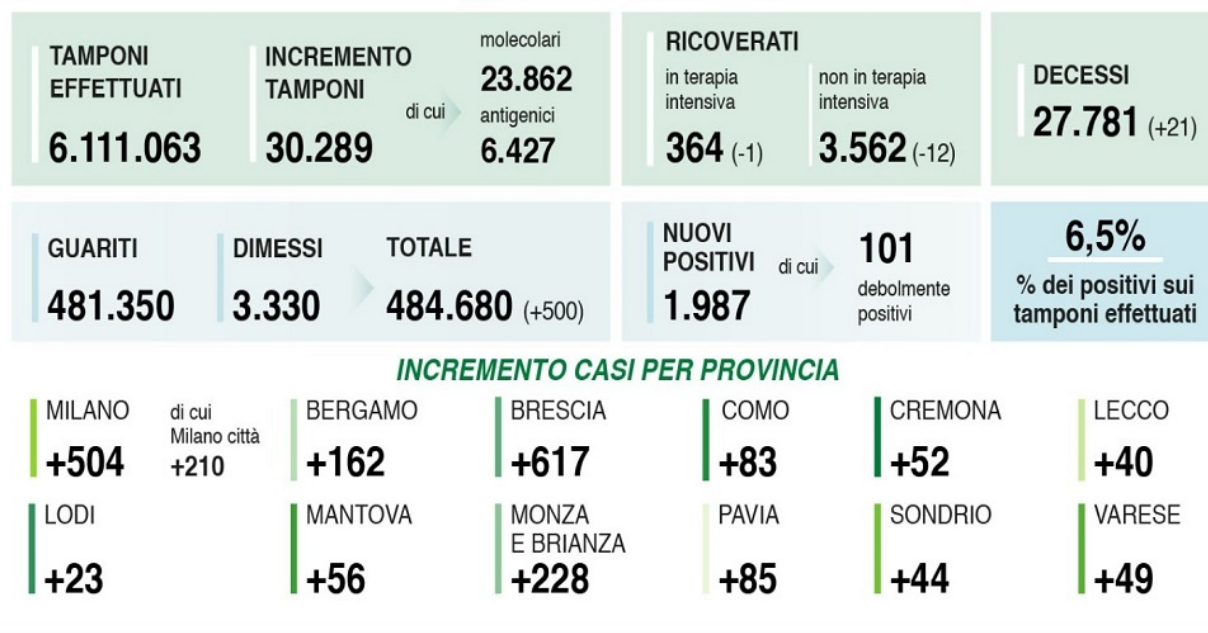 TAMPONI
EFFETTUATI
6.111.063
INCREMENTO
TAMPONI
30.289
di cui
molecolari
23.862
antigenici
6.427
RICOVERATI
in terapia
intensiva
364 (-1)
non in terapia
intensiva
3.562 (-12)
DECESSI
27.781 (+21)
GUARITI
481.350
DIMESSI
3.330
TOTALE
484.680 (+500)
NUOVI
POSITIVI
1.987
di cui
101
debolmente
positivi
6,5%
% dei positivi sui
tamponi effettuati
INCREMENTO CASI PER PROVINCIA
MILANO
+504
di cui
Milano città
+210
BERGAMO
+162
BRESCIA
+617
COMO
+83
CREMONA
+52
LECCO
+40
LODI
+23
MANTOVA
+56
MONZA
E BRIANZA
+228
PAVIA
+85
SONDRIO
+44
VARESE
+49